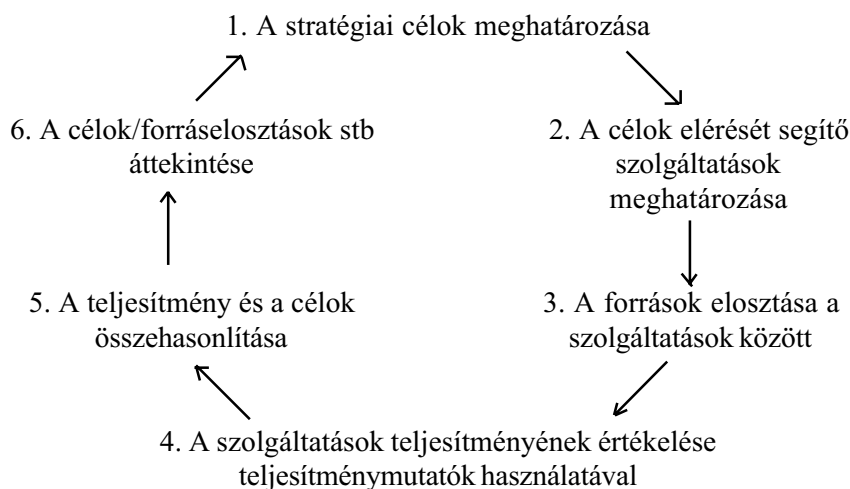 1. A stratégiai célok meghatározása
2. A célok elérését segítő
szolgáltatások
meghatározása
3. A források elosztása a
szolgáltatások között
4. A szolgáltatások teljesítményének értékelése
teljesítménymutatók használatával
5. A teljesítmény és a célok
összehasonlítása
6. A célok/forráselosztások stb
áttekintése